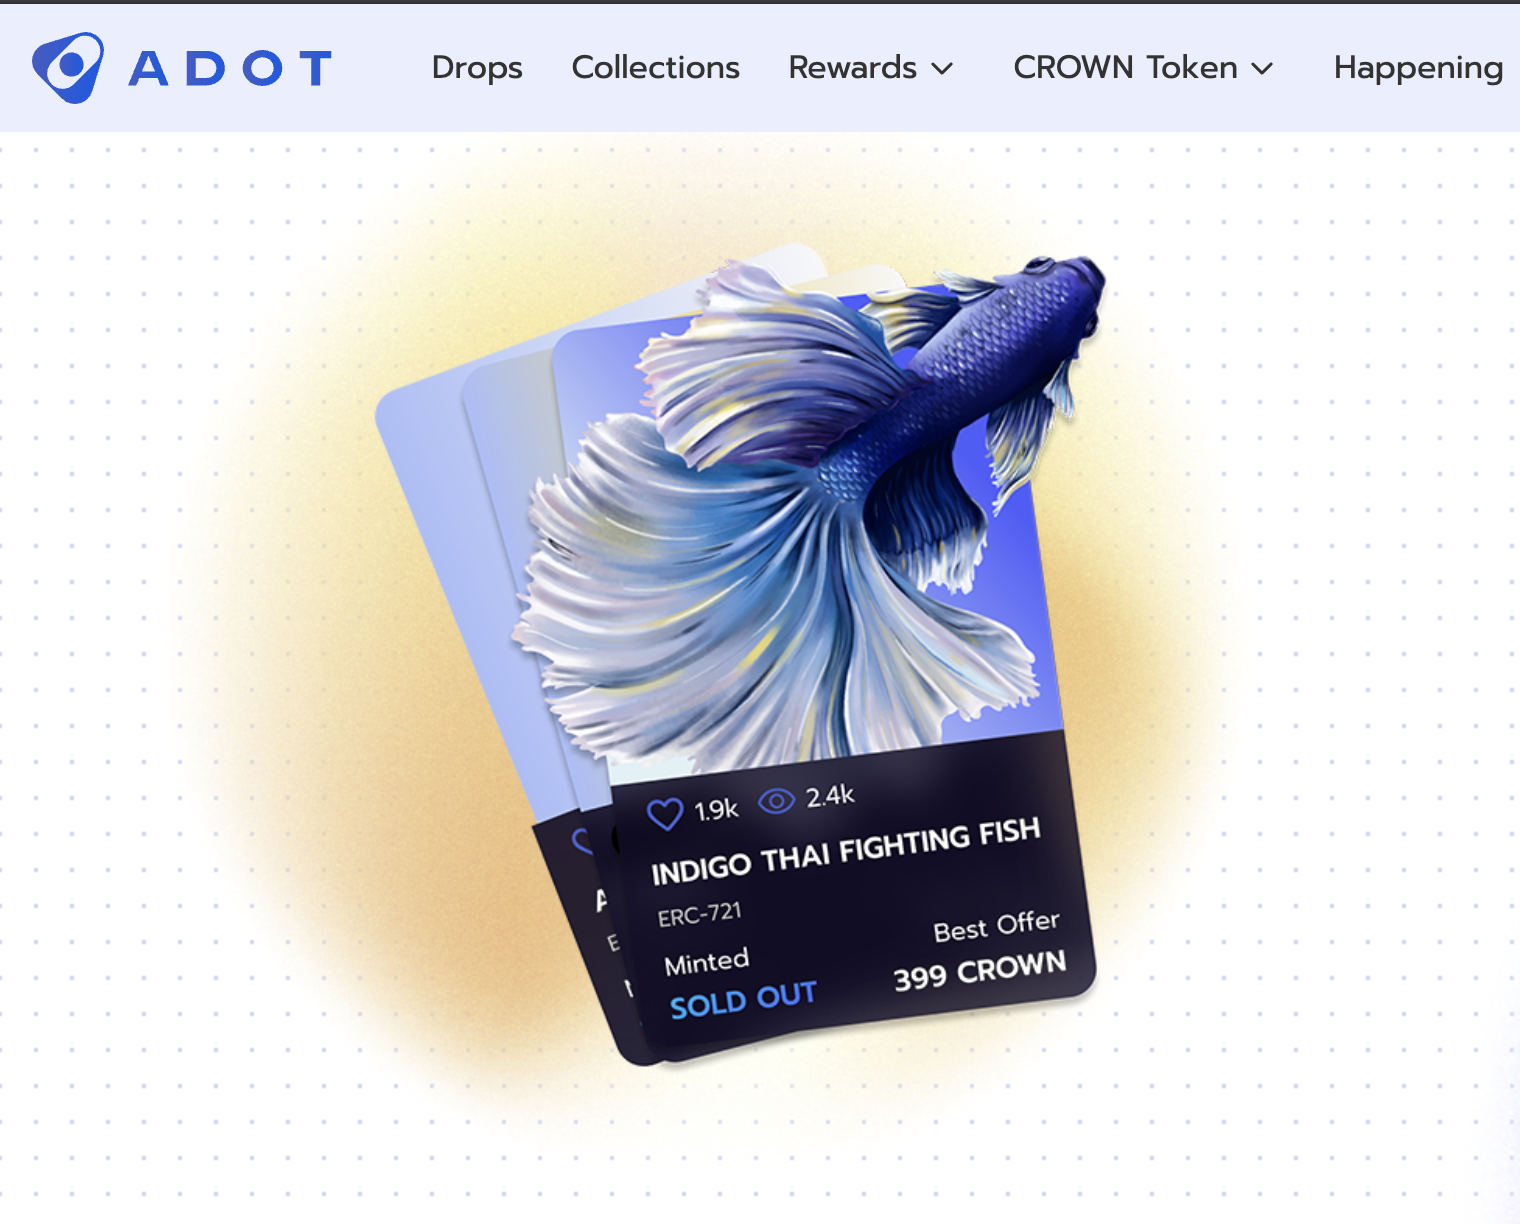 ADOT
Drops
Collections
Rewards
CROWN Token
Happening
1.9k
2.4k
INDIGO THAI FIGHTING FISH
ERC-721
Minted
Best Offer
SOLD OUT
399 CROWN